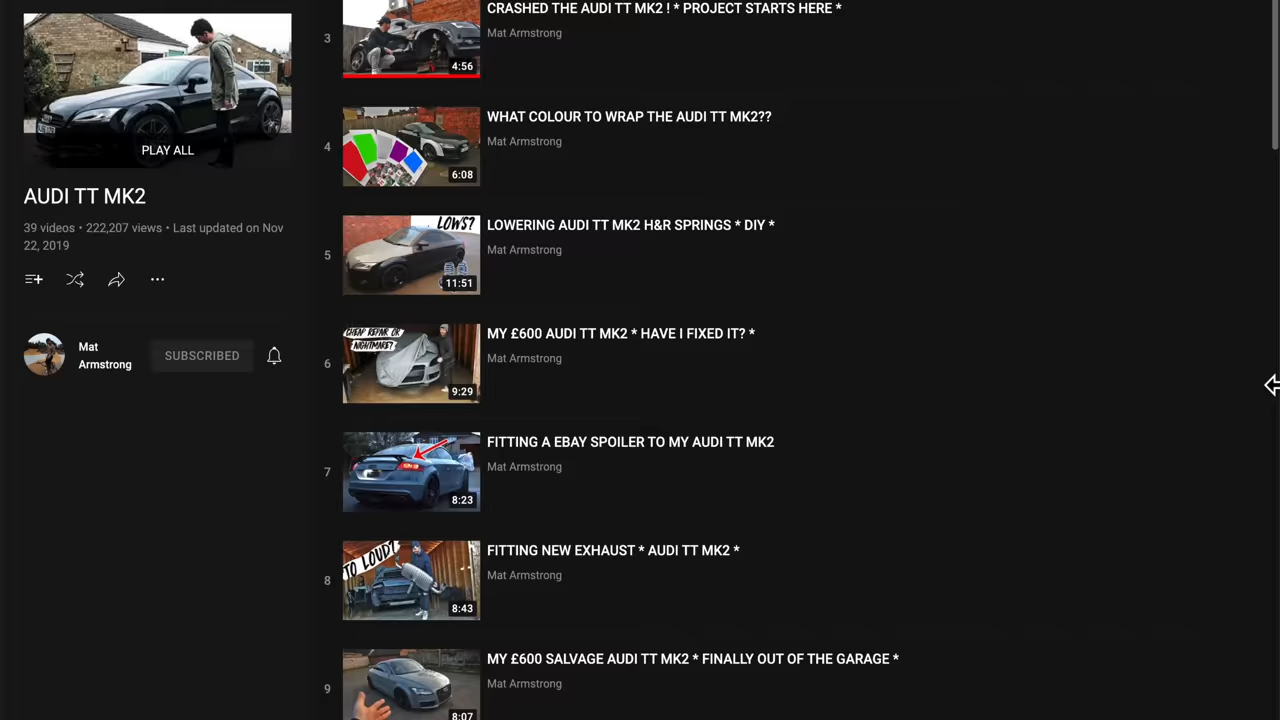 PLAY ALL
AUDI TT MK2
39 videos • 222,207 views • Last updated on Nov
22, 2019
Mat
Armstrong
SUBSCRIBED
3
4:56
CRASHED THE AUDI TT MK2 ! * PROJECT STARTS HERE *
Mat Armstrong
4
6:08
WHAT COLOUR TO WRAP THE AUDI TT MK2??
Mat Armstrong
5
LOWS?
11:51
LOWERING AUDI TT MK2 H&R SPRINGS * DIY *
Mat Armstrong
6
CHEAP REPAIR OR
NIGHTMARE?
9:29
MY £600 AUDI TT MK2 * HAVE I FIXED IT? *
Mat Armstrong
7
8:23
FITTING A EBAY SPOILER TO MY AUDI TT MK2
Mat Armstrong
8
TO LOUD?
8:43
FITTING NEW EXHAUST * AUDI TT MK2 *
Mat Armstrong
9
8:07
MY £600 SALVAGE AUDI TT MK2 * FINALLY OUT OF THE GARAGE *
Mat Armstrong